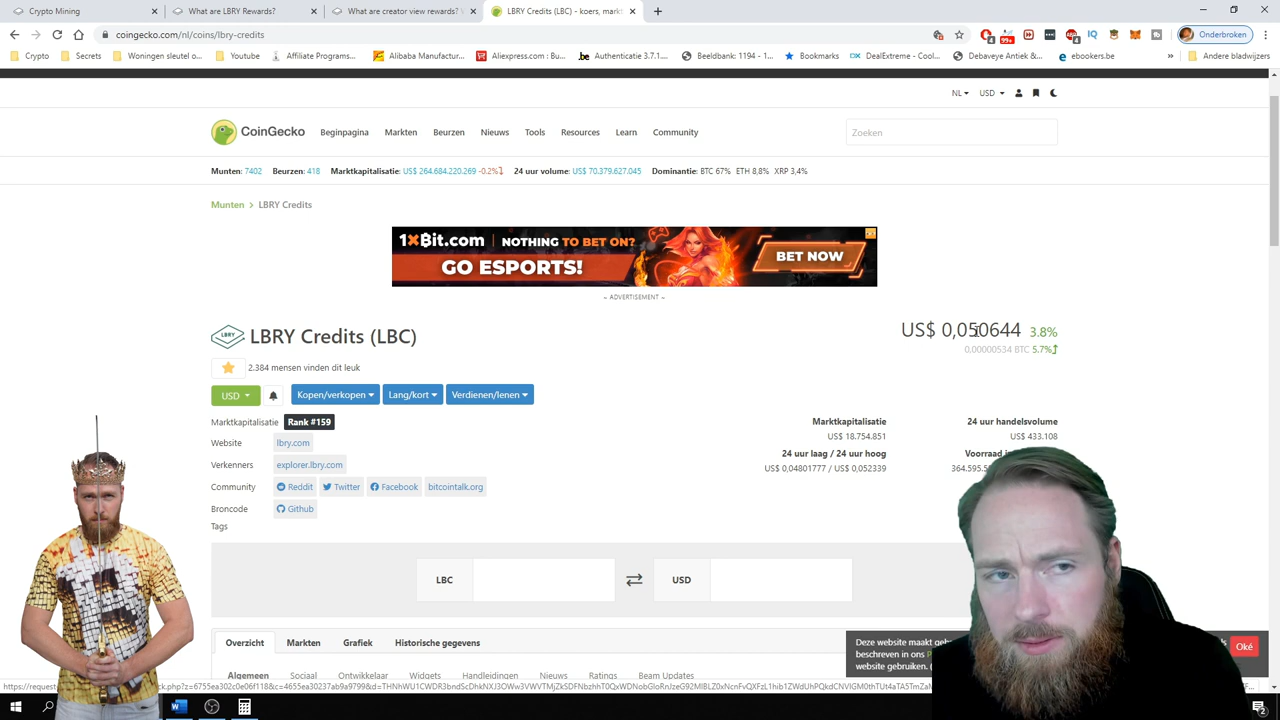 Crypto Mining
What are LBRY Rewards?
What are creator view rewards?
LBRY Credits (LBC) - koers, mark
coingecko.com/nl/coins/lbry-credits
Onderbroken
Crypto Secrets Woningen sleutel o... Youtube Affiliate Programs... Alibaba Manufactur... Aliexpress.com : Bu... Authenticatie 3.7.1.... Beeldbank: 1194 - 1... Bookmarks DX DealExtreme - Cool... Debaveye Antiek &... ebookers.be » Andere bladwijzers
NL USD
CoinGecko Beginpagina Markten Beurzen Nieuws Tools Resources Learn Community
Zoeken
Munten: 7402 Beurzen: 418 Marktkapitalisatie: US$ 264.684.220.269 -0.2% 24 uur volume: US$ 70.379.627.045 Dominantie: BTC 67% ETH 8,8% XRP 3,4%
Munten > LBRY Credits
1XBit.com | NOTHING TO BET ON?
GO ESPORTS!
BET NOW
– ADVERTISEMENT –
LBRY Credits (LBC)
US$ 0,050644 3.8%
0,00000534 BTC 5.7%
2.384 mensen vinden dit leuk
USD Kopen/verkopen Lang/kort Verdienen/lenen
Marktkapitalisatie Rank #159
Website lbry.com
Verkenners explorer.lbry.com
Community Reddit Twitter Facebook bitcointalk.org
Broncode Github
Tags
Marktkapitalisatie
US$ 18.754.851
24 uur handelsvolume
US$ 433.108
24 uur laag / 24 uur hoog
US$ 0,04801777 / US$ 0,052339
Voorraad
LBC USD
Overzicht Markten Grafiek Historische gegevens
Algemeen Sociaal Ontwikkelaar Widgets Handleidingen Nieuws Ratings Beam Updates
Deze website maakt
beschreven in ons
website gebruiken.
Oké